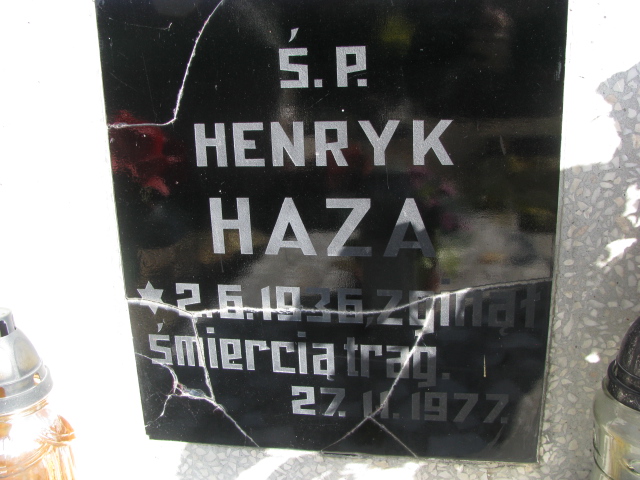 Ś.P.
HENRYK
HAZA
2.6.1936, zginął
śmiercią trag.
27.11.1977.